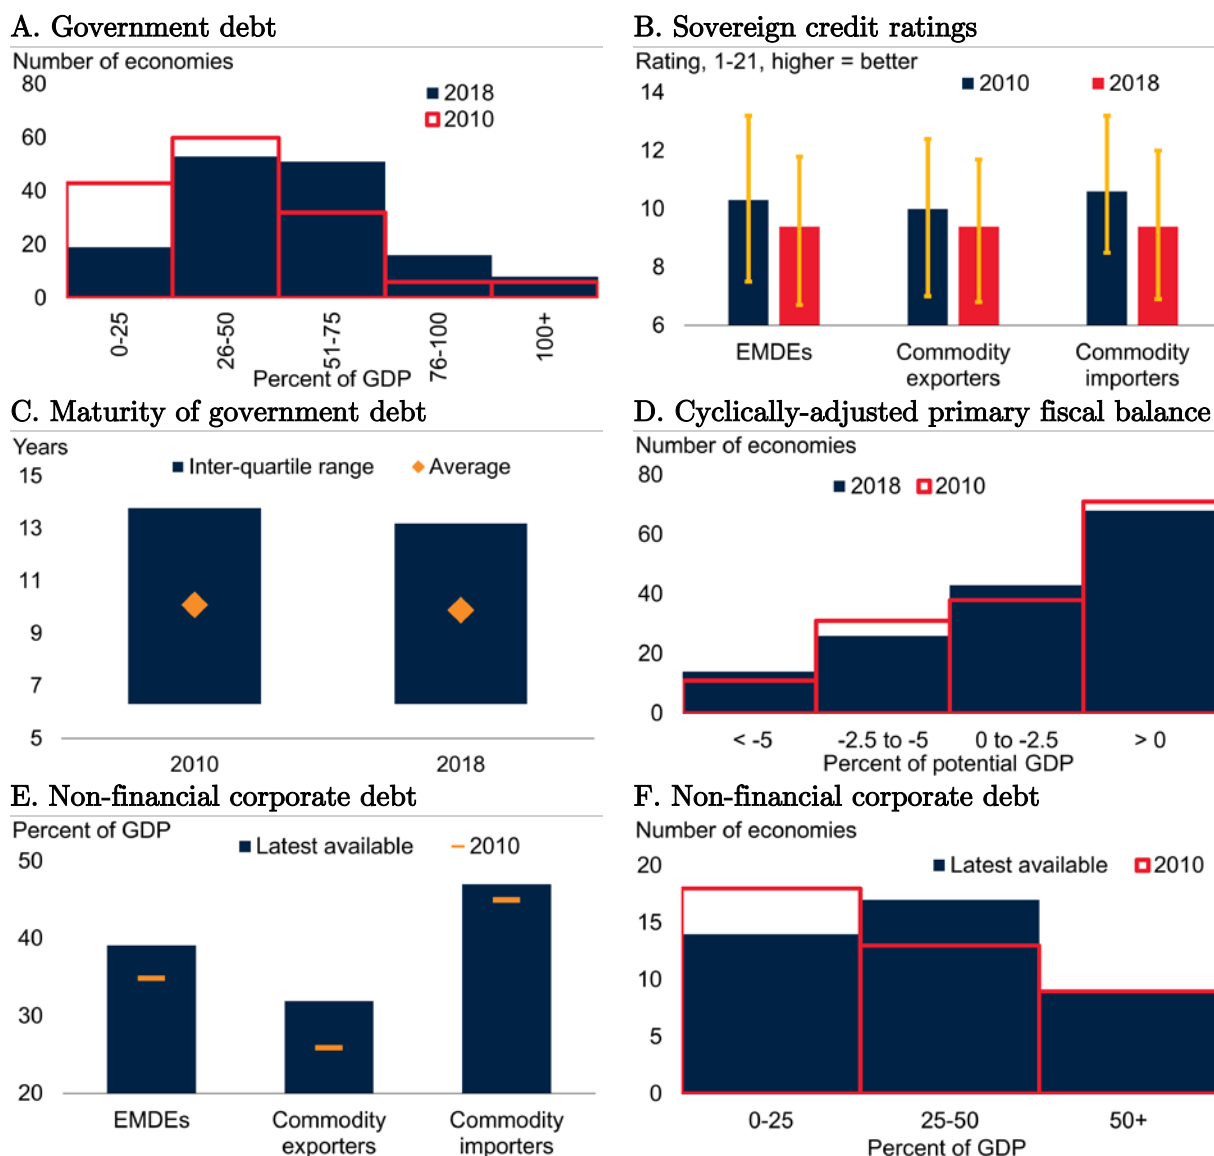 A. Government debt
Number of economies
80
2018
2010
60
40
20
0
0-25
26-50
51-75
76-100
100+
Percent of GDP
B. Sovereign credit ratings
Rating, 1-21, higher = better
14
2010
2018
12
10
8
6
EMDEs
Commodity
exporters
Commodity
importers
C. Maturity of government debt
Years
15
Inter-quartile range
Average
13
11
9
7
5
2010
2018
D. Cyclically-adjusted primary fiscal balance
Number of economies
80
2018
2010
60
40
20
0
< -5
-2.5 to -5
0 to -2.5
> 0
Percent of potential GDP
E. Non-financial corporate debt
Percent of GDP
50
Latest available
2010
40
30
20
EMDEs
Commodity
exporters
Commodity
importers
F. Non-financial corporate debt
Number of economies
20
Latest available
2010
15
10
5
0
0-25
25-50
50+
Percent of GDP